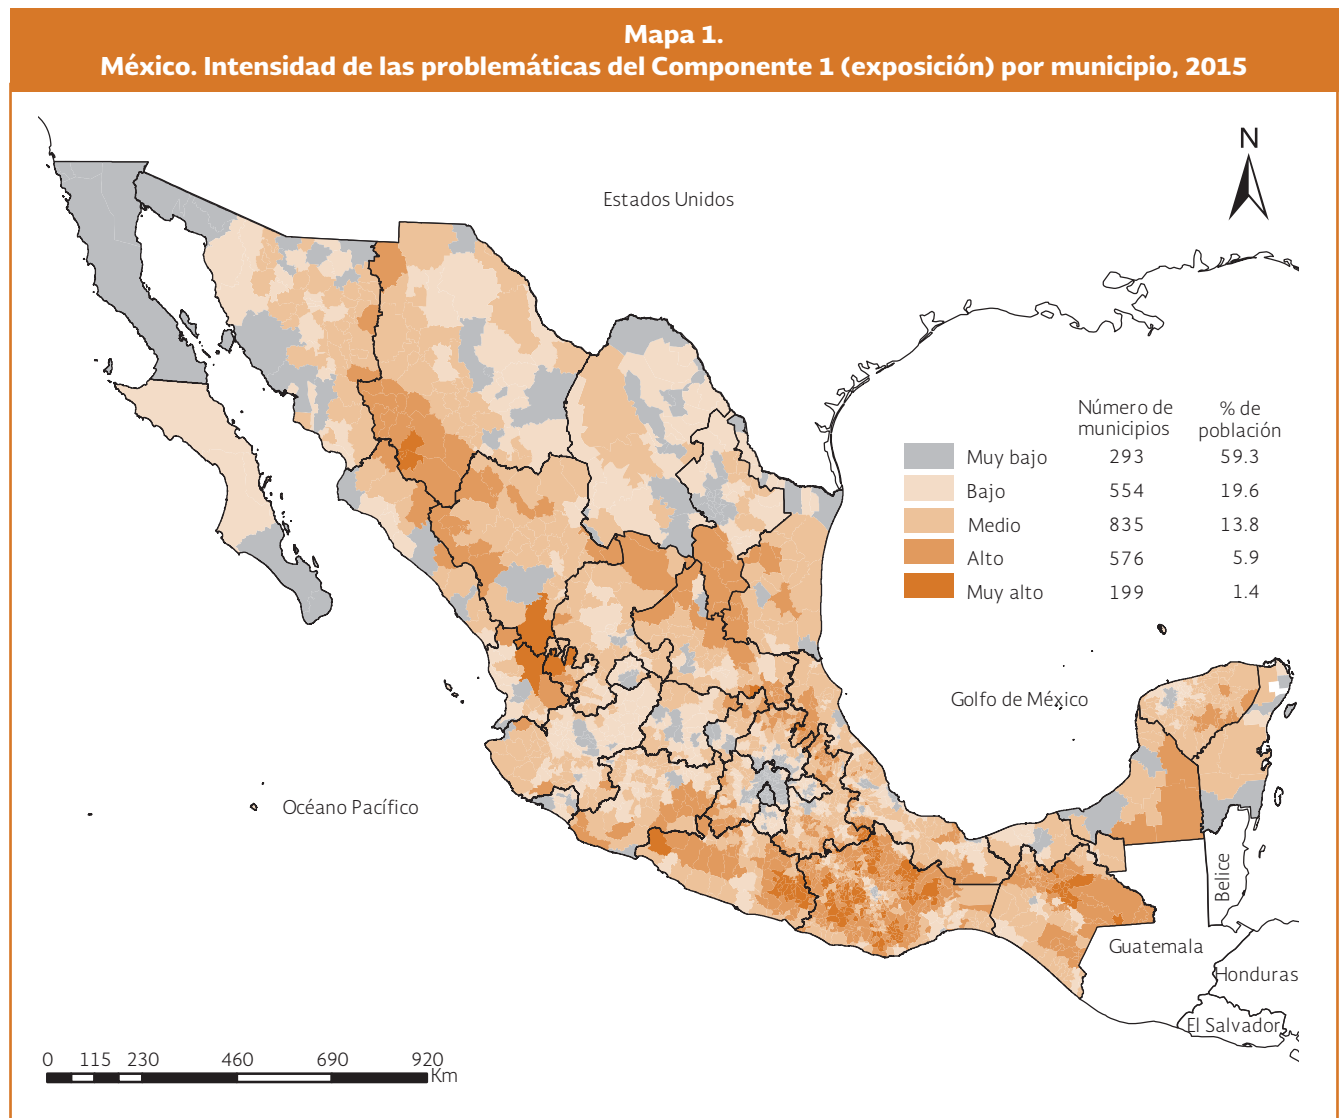 Mapa 1.
México. Intensidad de las problemáticas del Componente 1 (exposición) por municipio, 2015
N
Estados Unidos
Número de municipios
% de población
Muy bajo 293 59.3
Bajo 554 19.6
Medio 835 13.8
Alto 576 5.9
Muy alto 199 1.4
Golfo de México
Océano Pacífico
Belice
Guatemala
Honduras
El Salvador
0 115 230 460 690 920
Km